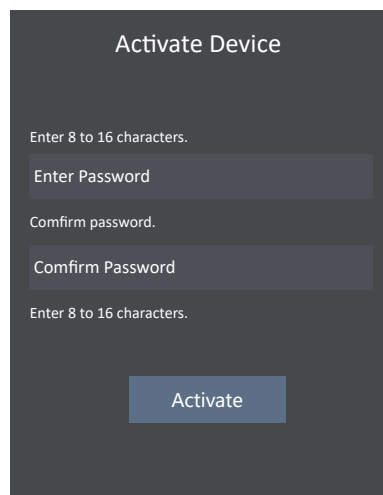 Activate Device
Enter 8 to 16 characters.
Enter Password
Comfirm password.
Comfirm Password
Enter 8 to 16 characters.
Activate